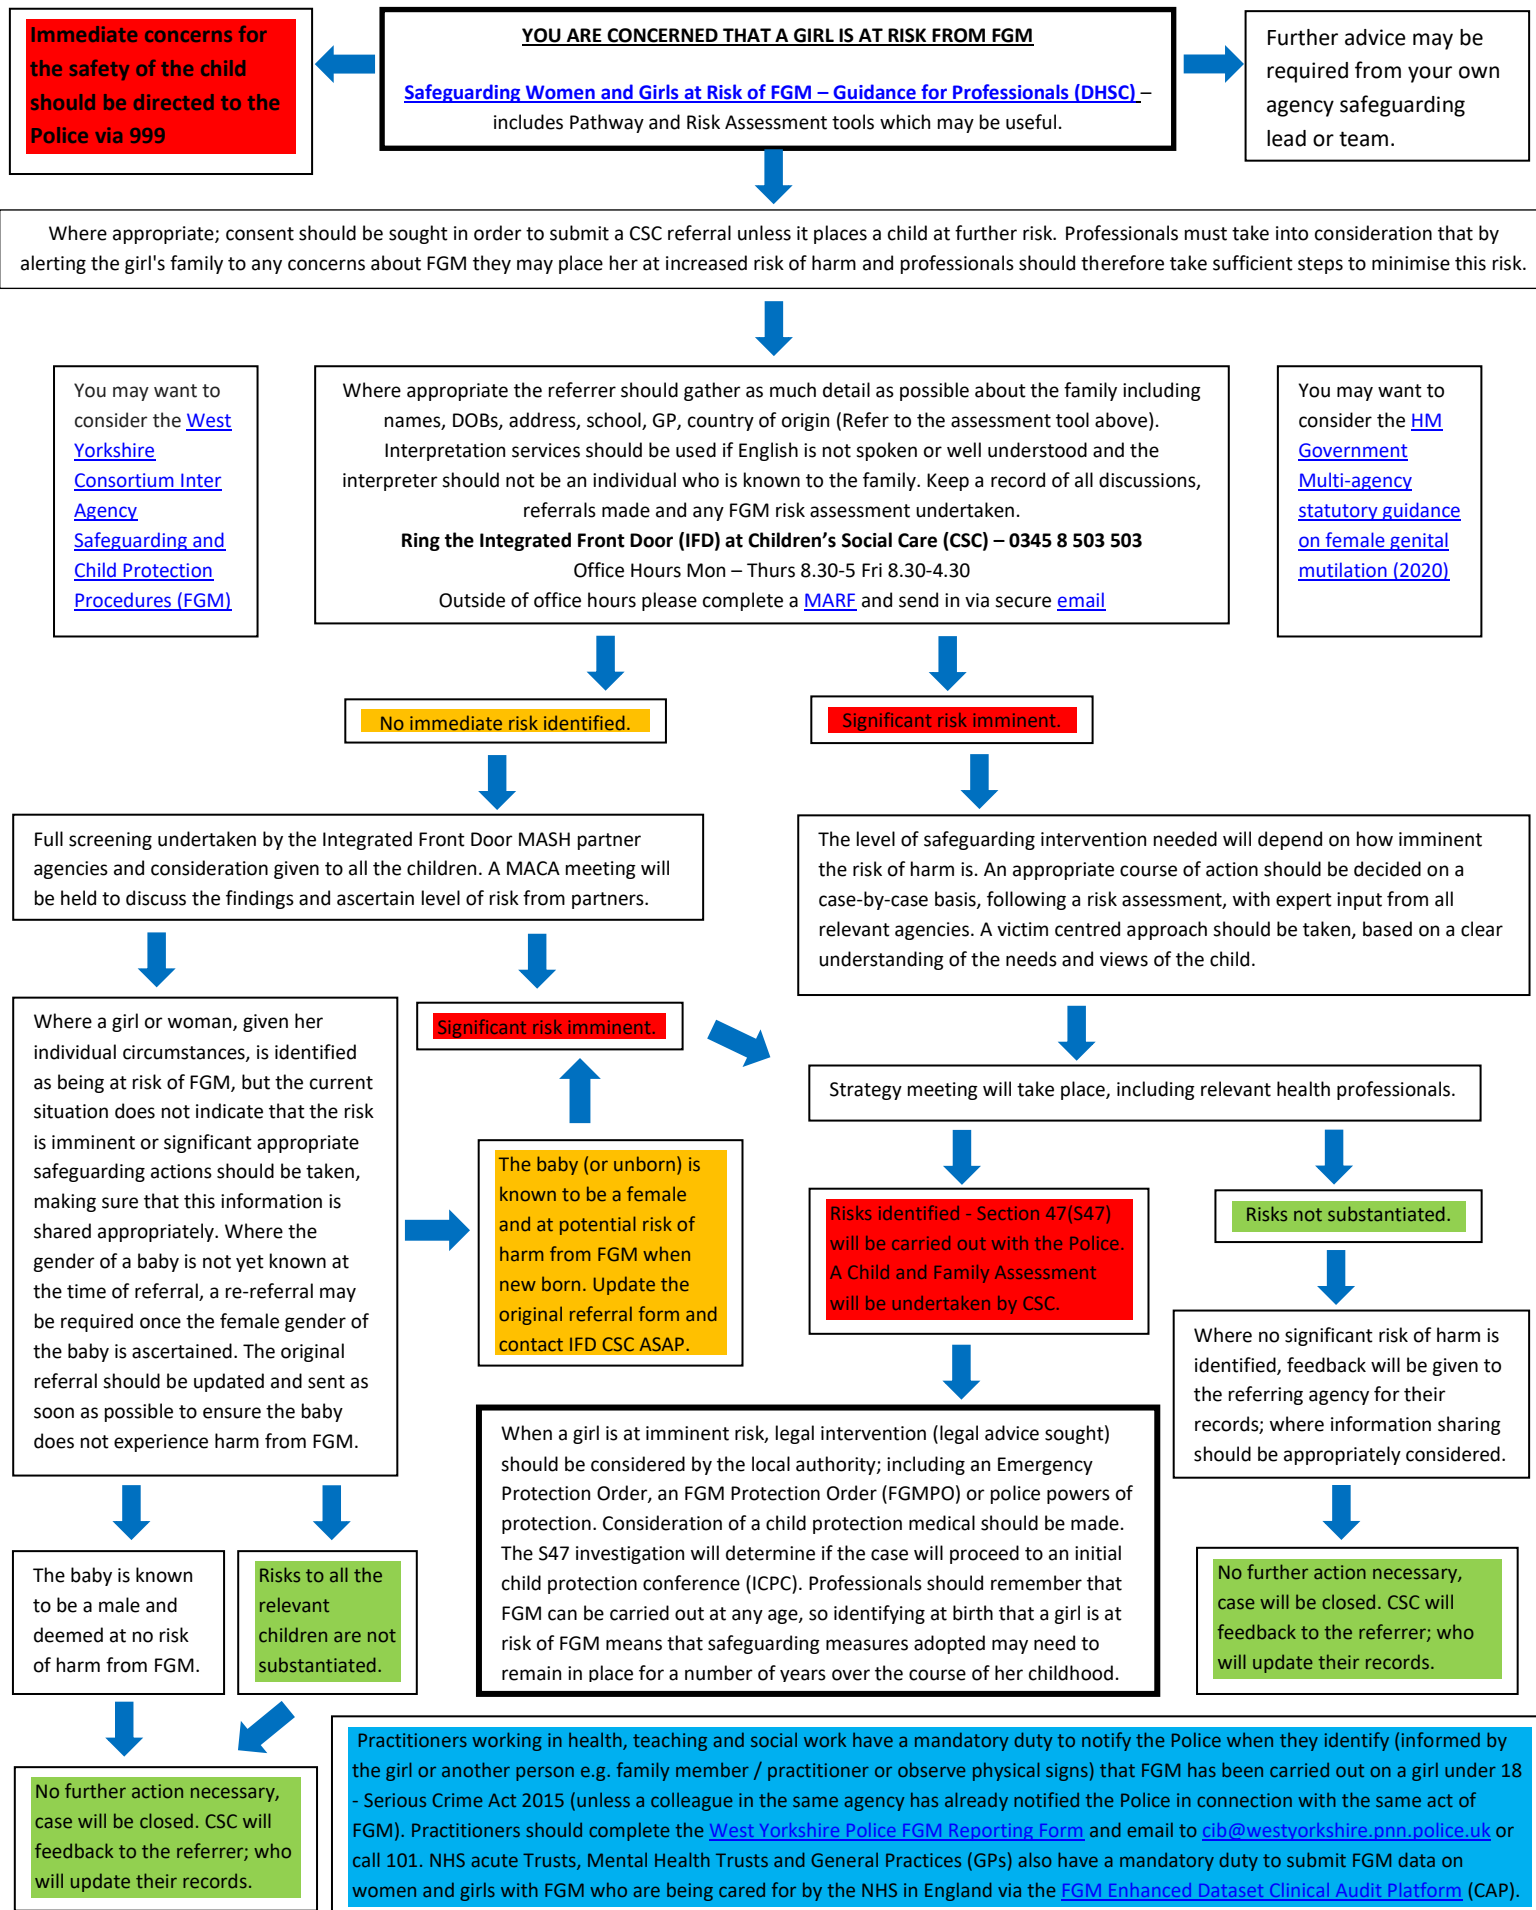 Immediate concerns for
the safety of the child
should be directed to the
Police via 999
YOU ARE CONCERNED THAT A GIRL IS AT RISK FROM FGM
Safeguarding Women and Girls at Risk of FGM – Guidance for Professionals (DHSC) –
includes Pathway and Risk Assessment tools which may be useful.
Further advice may be
required from your own
agency safeguarding
lead or team.
Where appropriate; consent should be sought in order to submit a CSC referral unless it places a child at further risk. Professionals must take into consideration that by
alerting the girl's family to any concerns about FGM they may place her at increased risk of harm and professionals should therefore take sufficient steps to minimise this risk.
You may want to
consider the West
Yorkshire
Consortium Inter
Agency
Safeguarding and
Child Protection
Procedures (FGM)
Where appropriate the referrer should gather as much detail as possible about the family including
names, DOBs, address, school, GP, country of origin (Refer to the assessment tool above).
Interpretation services should be used if English is not spoken or well understood and the
interpreter should not be an individual who is known to the family. Keep a record of all discussions,
referrals made and any FGM risk assessment undertaken.
Ring the Integrated Front Door (IFD) at Children's Social Care (CSC) – 0345 8 503 503
Office Hours Mon – Thurs 8.30-5 Fri 8.30-4.30
Outside of office hours please complete a MARF and send in via secure email
You may want to
consider the HM
Government
Multi-agency
statutory guidance
on female genital
mutilation (2020)
No immediate risk identified.
Significant risk imminent.
Full screening undertaken by the Integrated Front Door MASH partner
agencies and consideration given to all the children. A MACA meeting will
be held to discuss the findings and ascertain level of risk from partners.
The level of safeguarding intervention needed will depend on how imminent
the risk of harm is. An appropriate course of action should be decided on a
case-by-case basis, following a risk assessment, with expert input from all
relevant agencies. A victim centred approach should be taken, based on a clear
understanding of the needs and views of the child.
Where a girl or woman, given her
individual circumstances, is identified
as being at risk of FGM, but the current
situation does not indicate that the risk
is imminent or significant appropriate
safeguarding actions should be taken,
making sure that this information is
shared appropriately. Where the
gender of a baby is not yet known at
the time of referral, a re-referral may
be required once the female gender of
the baby is ascertained. The original
referral should be updated and sent as
soon as possible to ensure the baby
does not experience harm from FGM.
Significant risk imminent.
Strategy meeting will take place, including relevant health professionals.
The baby (or unborn) is
known to be a female
and at potential risk of
harm from FGM when
new born. Update the
original referral form and
contact IFD CSC ASAP.
Risks identified - Section 47(S47)
will be carried out with the Police.
A Child and Family Assessment
will be undertaken by CSC.
Risks not substantiated.
Where no significant risk of harm is
identified, feedback will be given to
the referring agency for their
records; where information sharing
should be appropriately considered.
When a girl is at imminent risk, legal intervention (legal advice sought)
should be considered by the local authority; including an Emergency
Protection Order, an FGM Protection Order (FGMPO) or police powers of
protection. Consideration of a child protection medical should be made.
The S47 investigation will determine if the case will proceed to an initial
child protection conference (ICPC). Professionals should remember that
FGM can be carried out at any age, so identifying at birth that a girl is at
risk of FGM means that safeguarding measures adopted may need to
remain in place for a number of years over the course of her childhood.
The baby is known
to be a male and
deemed at no risk
of harm from FGM.
Risks to all the
relevant
children are not
substantiated.
No further action necessary,
case will be closed. CSC will
feedback to the referrer; who
will update their records.
No further action necessary,
case will be closed. CSC will
feedback to the referrer; who
will update their records.
Practitioners working in health, teaching and social work have a mandatory duty to notify the Police when they identify (informed by
the girl or another person e.g. family member / practitioner or observe physical signs) that FGM has been carried out on a girl under 18
- Serious Crime Act 2015 (unless a colleague in the same agency has already notified the Police in connection with the same act of
FGM). Practitioners should complete the West Yorkshire Police FGM Reporting Form and email to cib@westyorkshire.pnn.police.uk or
call 101. NHS acute Trusts, Mental Health Trusts and General Practices (GPs) also have a mandatory duty to submit FGM data on
women and girls with FGM who are being cared for by the NHS in England via the FGM Enhanced Dataset Clinical Audit Platform (CAP).